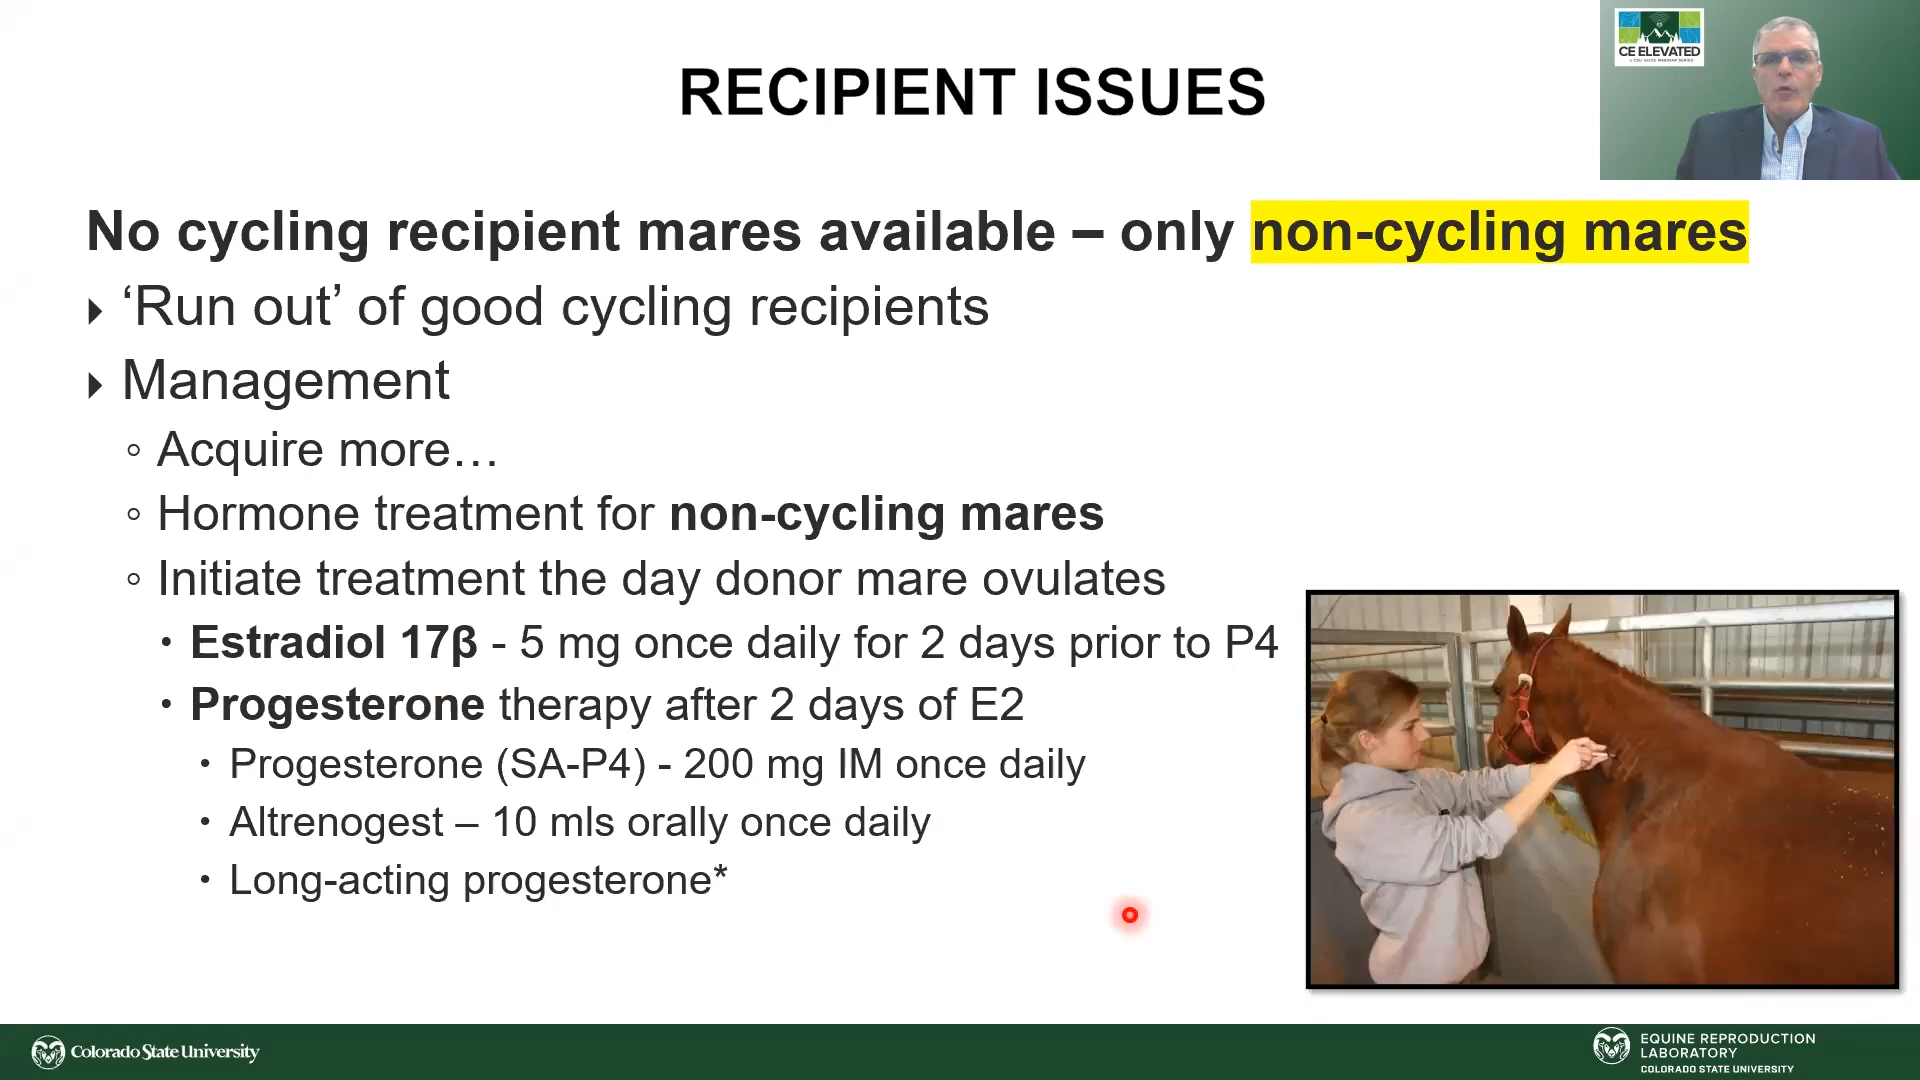 RECIPIENT ISSUES
CE ELEVATED
No cycling recipient mares available – only non-cycling mares
‘Run out’ of good cycling recipients
Management
Acquire more…
Hormone treatment for non-cycling mares
Initiate treatment the day donor mare ovulates
Estradiol 17β - 5 mg once daily for 2 days prior to P4
Progesterone therapy after 2 days of E2
Progesterone (SA-P4) - 200 mg IM once daily
Altrenogest – 10 mls orally once daily
Long-acting progesterone*
Colorado State University
EQUINE REPRODUCTION
LABORATORY
COLORADO STATE UNIVERSITY